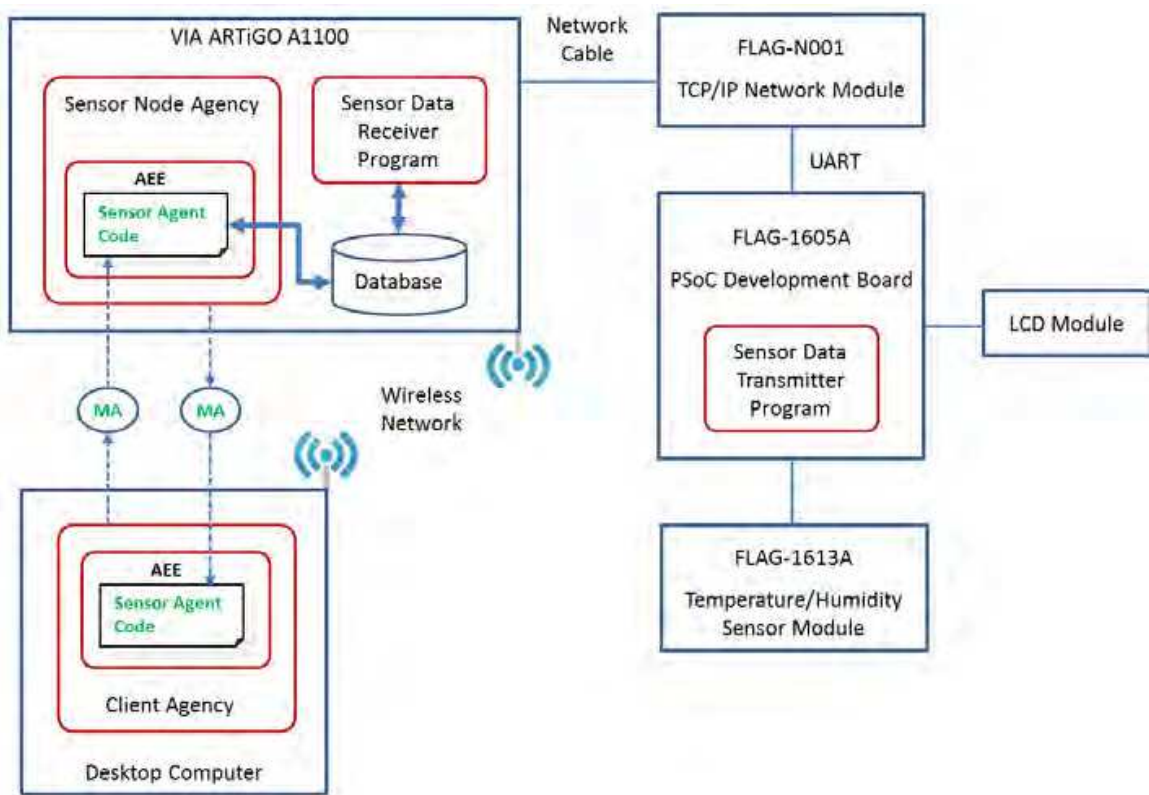 VIA ARTiGO A1100
Sensor Node Agency
AEE
Sensor Agent
Code
Sensor Data
Receiver
Program
Database
Network
Cable
FLAG-N001
TCP/IP Network Module
UART
FLAG-1605A
PSoC Development Board
Sensor Data
Transmitter
Program
LCD Module
FLAG-1613A
Temperature/Humidity
Sensor Module
MA
MA
Wireless
Network
AEE
Sensor Agent
Code
Client Agency
Desktop Computer